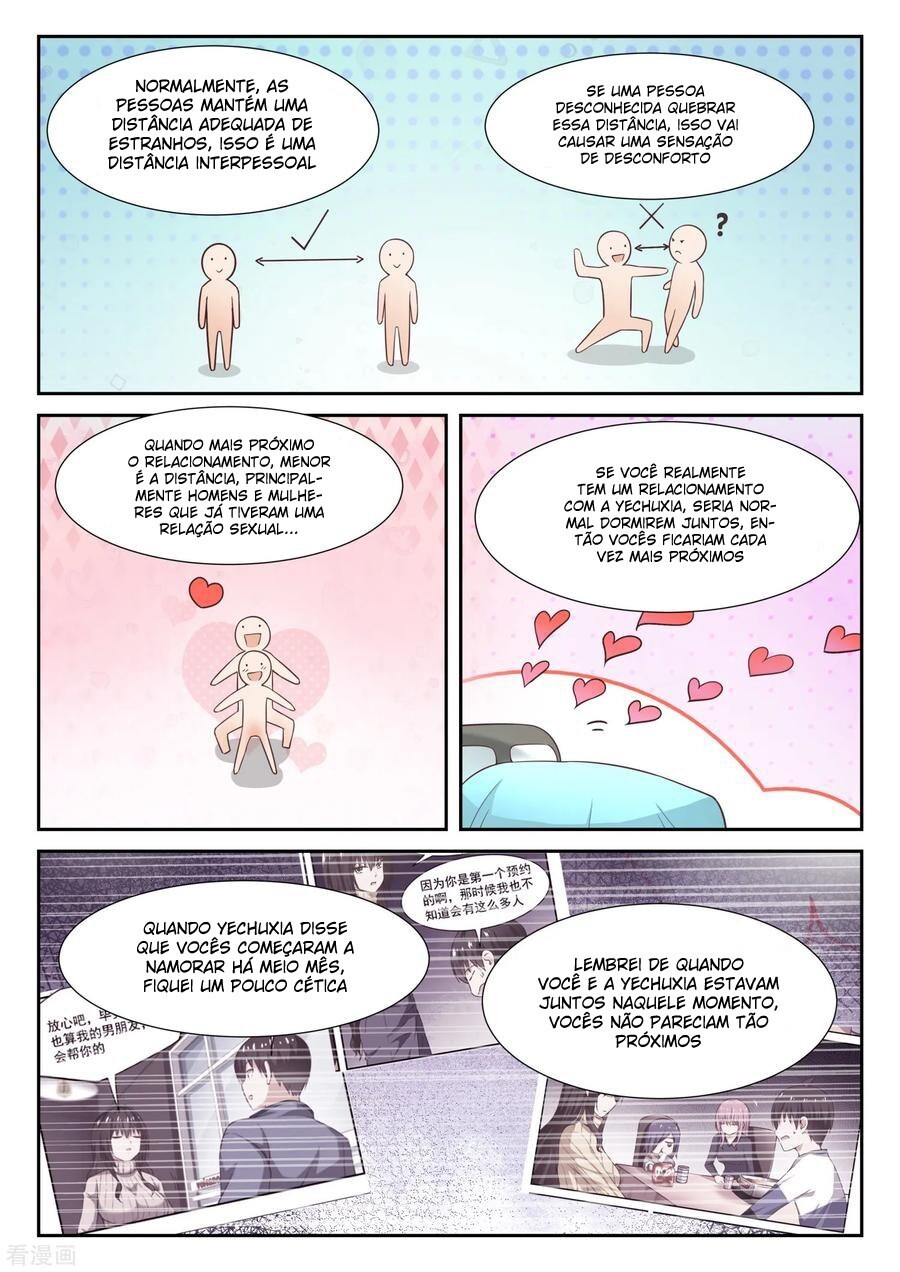 NORMALMENTE, AS
PESSOAS MANTÉM UMA
DISTÂNCIA ADEQUADA DE
ESTRANHOS, ISSO É UMA
DISTÂNCIA INTERPESSOAL
SE UMA PESSOA
DESCONHECIDA QUEBRAR
ESSA DISTÂNCIA, ISSO VAI
CAUSAR UMA SENSAÇÃO
DE DESCONFORTO
?
QUANDO MAIS PRÓXIMO
O RELACIONAMENTO, MENOR
É A DISTÂNCIA, PRINCIPAL-
MENTE HOMENS E MULHE-
RES QUE JÁ TIVERAM UMA
RELAÇÃO SEXUAL...
SE VOCÊ REALMENTE
TEM UM RELACIONAMENTO
COM A YECHUXIA, SERIA NOR-
MAL DORMIREM JUNTOS, EN-
TÃO VOCÊS FICARIAM CADA
VEZ MAIS PRÓXIMOS
因为你是第一个预约
的啊，那时候我也不
知道会有这么多人
QUANDO YECHUXIA DISSE
QUE VOCÊS COMEÇARAM A
NAMORAR HÁ MEIO MÊS,
FIQUEI UM POUCO CÉTICA
LEMBREI DE QUANDO
VOCÊ E A YECHUXIA ESTAVAM
JUNTOS NAQUELE MOMENTO,
VOCÊS NÃO PARECIAM TÃO
PRÓXIMOS
放心吧，
也算我的男朋友
会帮你的
看漫画